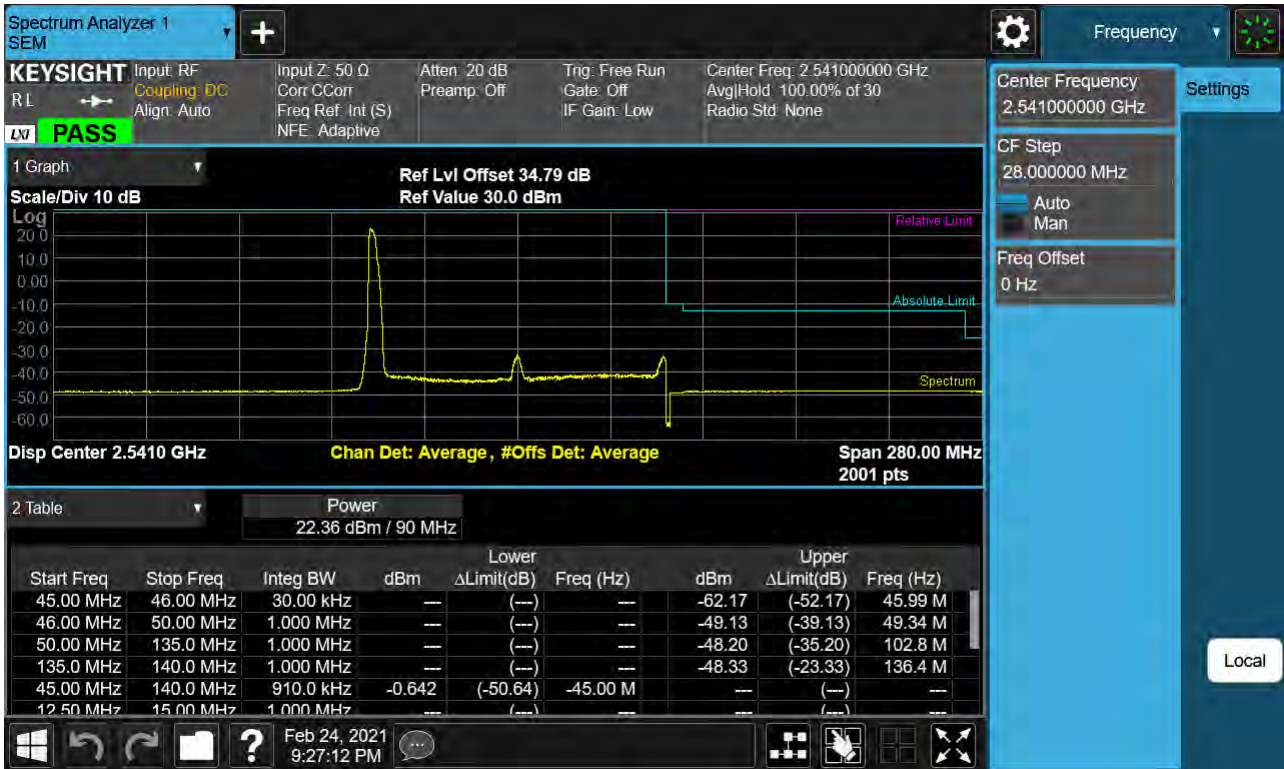 Spectrum Analyzer 1
SEM
Frequency
KEYSIGHT
R L
LXI
PASS
Input: RF
Coupling: DC
Align: Auto
Input Z: 50 Ω
Corr CCorr
Freq Ref: Int (S)
NFE: Adaptive
Atten: 20 dB
Preamp: Off
Trig: Free Run
Gate: Off
IF Gain: Low
Center Freq: 2.541000000 GHz
Avg|Hold: 100.00% of 30
Radio Std: None
Center Frequency
2.541000000 GHz
Settings
CF Step
28.000000 MHz
Auto
Man
Freq Offset
0 Hz
Local
1 Graph
Scale/Div 10 dB
Ref Lvl Offset 34.79 dB
Ref Value 30.0 dBm
Log
20.0
10.0
0.00
-10.0
-20.0
-30.0
-40.0
-50.0
-60.0
Relative Limit
Absolute Limit
Spectrum
Disp Center 2.5410 GHz
Chan Det: Average, #Offs Det: Average
Span 280.00 MHz
2001 pts
2 Table
Power
22.36 dBm / 90 MHz
Lower Upper
Start Freq Stop Freq Integ BW dBm ΔLimit(dB) Freq (Hz) dBm ΔLimit(dB) Freq (Hz)
45.00 MHz 46.00 MHz 30.00 kHz --- (---) --- -62.17 (-52.17) 45.99 M
46.00 MHz 50.00 MHz 1.000 MHz --- (---) --- -49.13 (-39.13) 49.34 M
50.00 MHz 135.0 MHz 1.000 MHz --- (---) --- -48.20 (-35.20) 102.8 M
135.0 MHz 140.0 MHz 1.000 MHz --- (---) --- -48.33 (-23.33) 136.4 M
45.00 MHz 140.0 MHz 910.0 kHz -0.642 (-50.64) -45.00 M --- (---) ---
12.50 MHz 15.00 MHz 1.000 MHz --- (---) --- --- (---) ---
?
Feb 24, 2021
9:27:12 PM